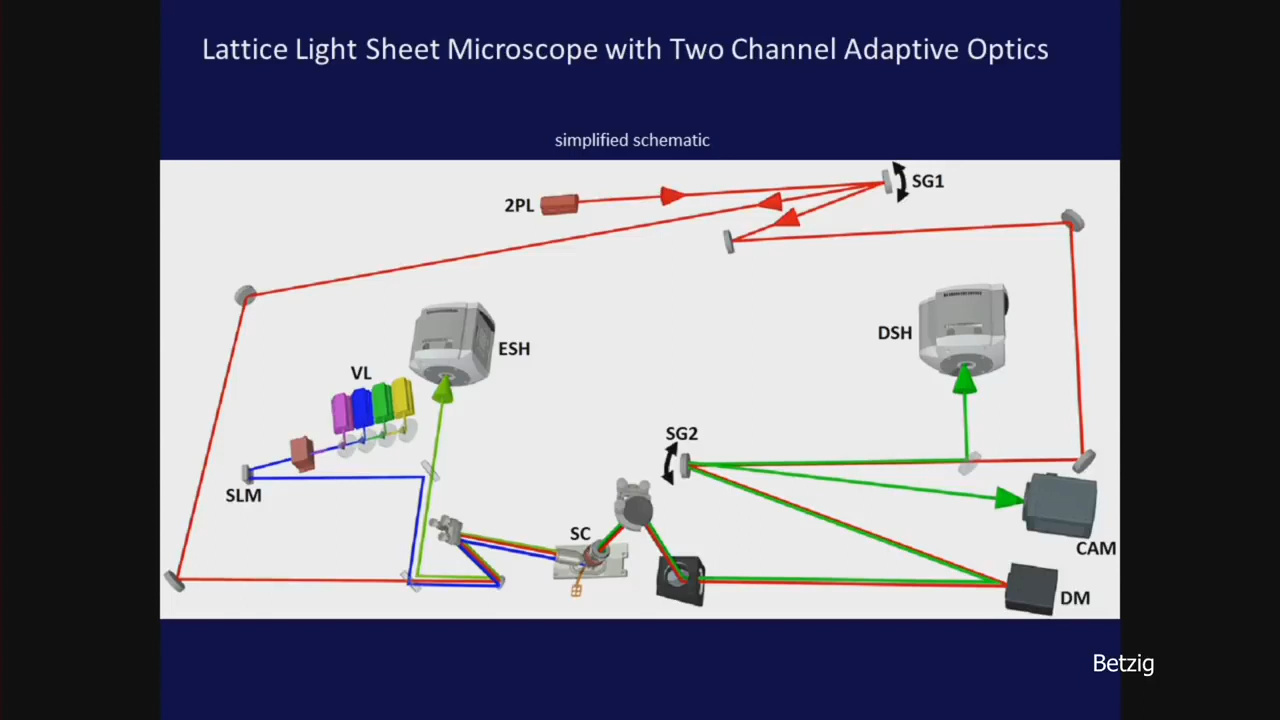 Lattice Light Sheet Microscope with Two Channel Adaptive Optics
simplified schematic
SG1
2PL
DSH
ESH
VL
SG2
SLM
SC
CAM
DM
Betzig